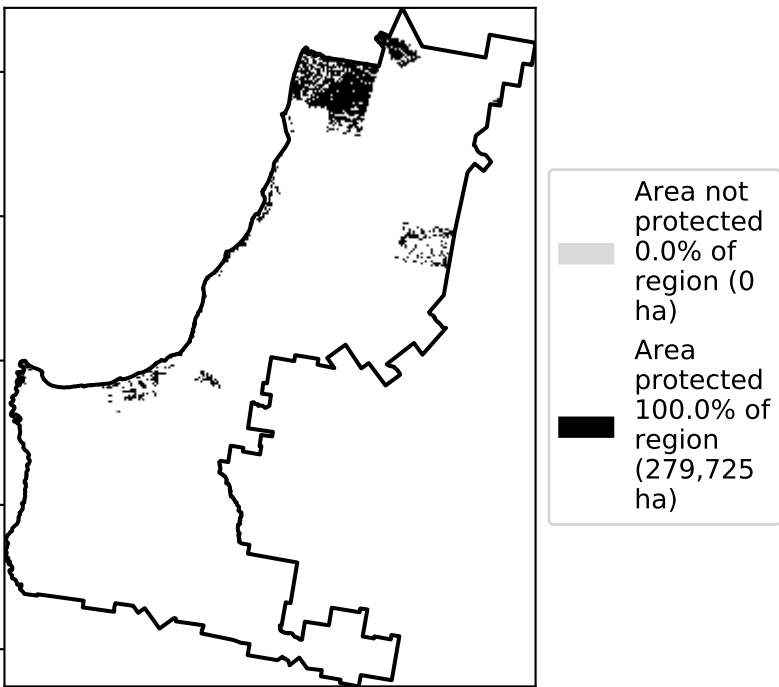 Area not
protected
0.0% of
region (0
ha)
Area
protected
100.0% of
region
(279,725
ha)